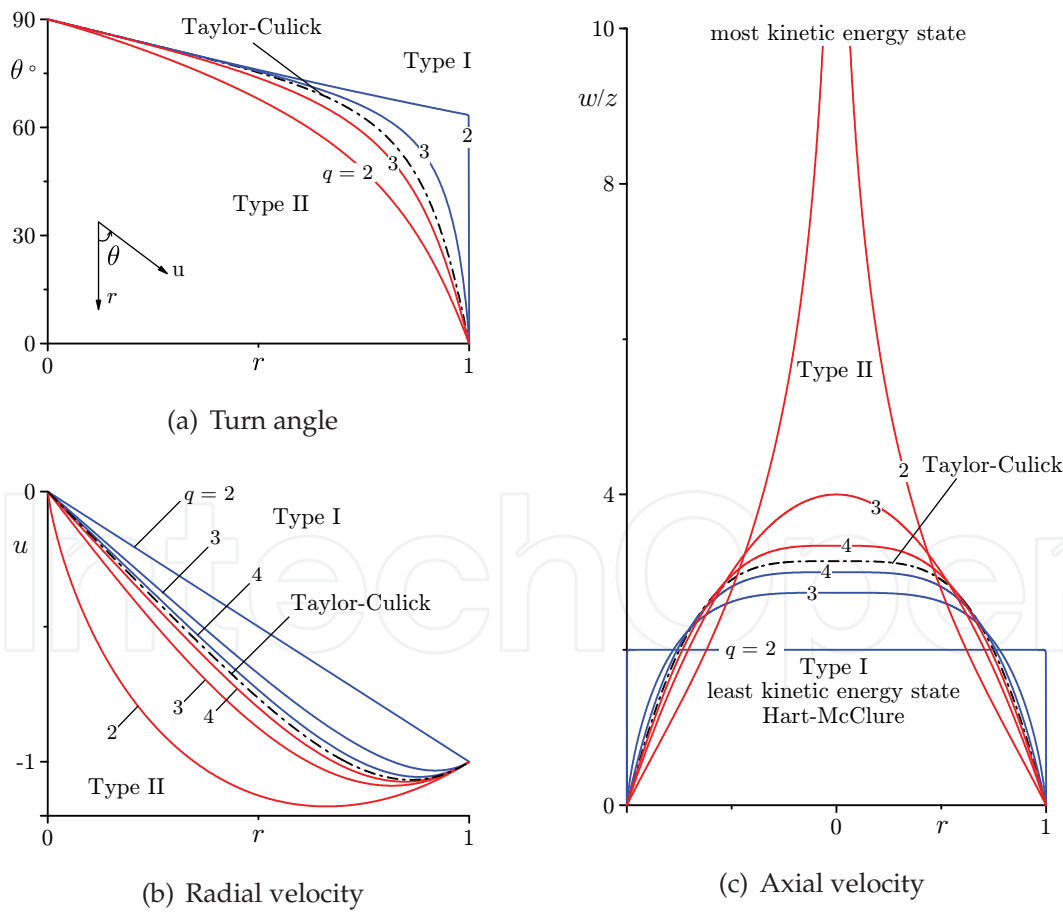 90
Taylor-Culick
θ°
Type I
60
2
3
3
q = 2
Type II
30
θ
u
r
0
0
r
1
(a) Turn angle
0
q = 2
Type I
u
3
4
Taylor-Culick
3
4
2
-1
Type II
0
r
1
(b) Radial velocity
10
most kinetic energy state
w/z
8
Type II
2
Taylor-Culick
4
3
4
4
3
q = 2
Type I
least kinetic energy state
Hart-McClure
0
0
r
1
(c) Axial velocity